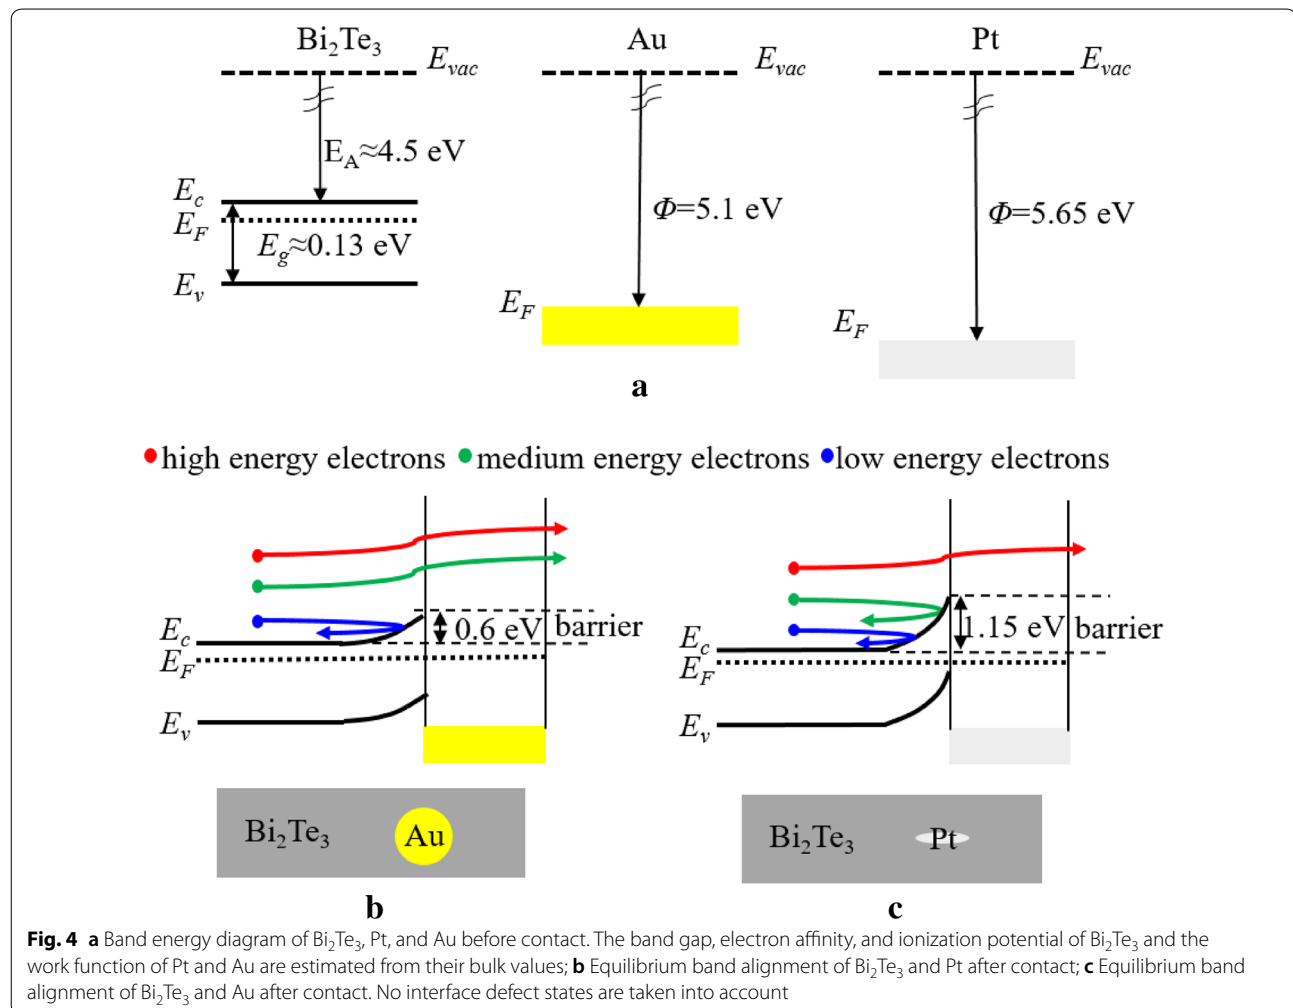 Bi₂Te₃
Au
Pt
E_vac
E_vac
E_vac
E_A≈4.5 eV
E_c
E_F
E_g≈0.13 eV
E_v
Φ=5.1 eV
E_F
Φ=5.65 eV
E_F
a
high energy electrons medium energy electrons low energy electrons
E_c
E_F
E_v
0.6 eV barrier
Bi₂Te₃
Au
b
E_c
E_F
E_v
1.15 eV barrier
Bi₂Te₃
Pt
c
Fig. 4 a Band energy diagram of Bi₂Te₃, Pt, and Au before contact. The band gap, electron affinity, and ionization potential of Bi₂Te₃ and the
work function of Pt and Au are estimated from their bulk values; b Equilibrium band alignment of Bi₂Te₃ and Pt after contact; c Equilibrium band
alignment of Bi₂Te₃ and Au after contact. No interface defect states are taken into account